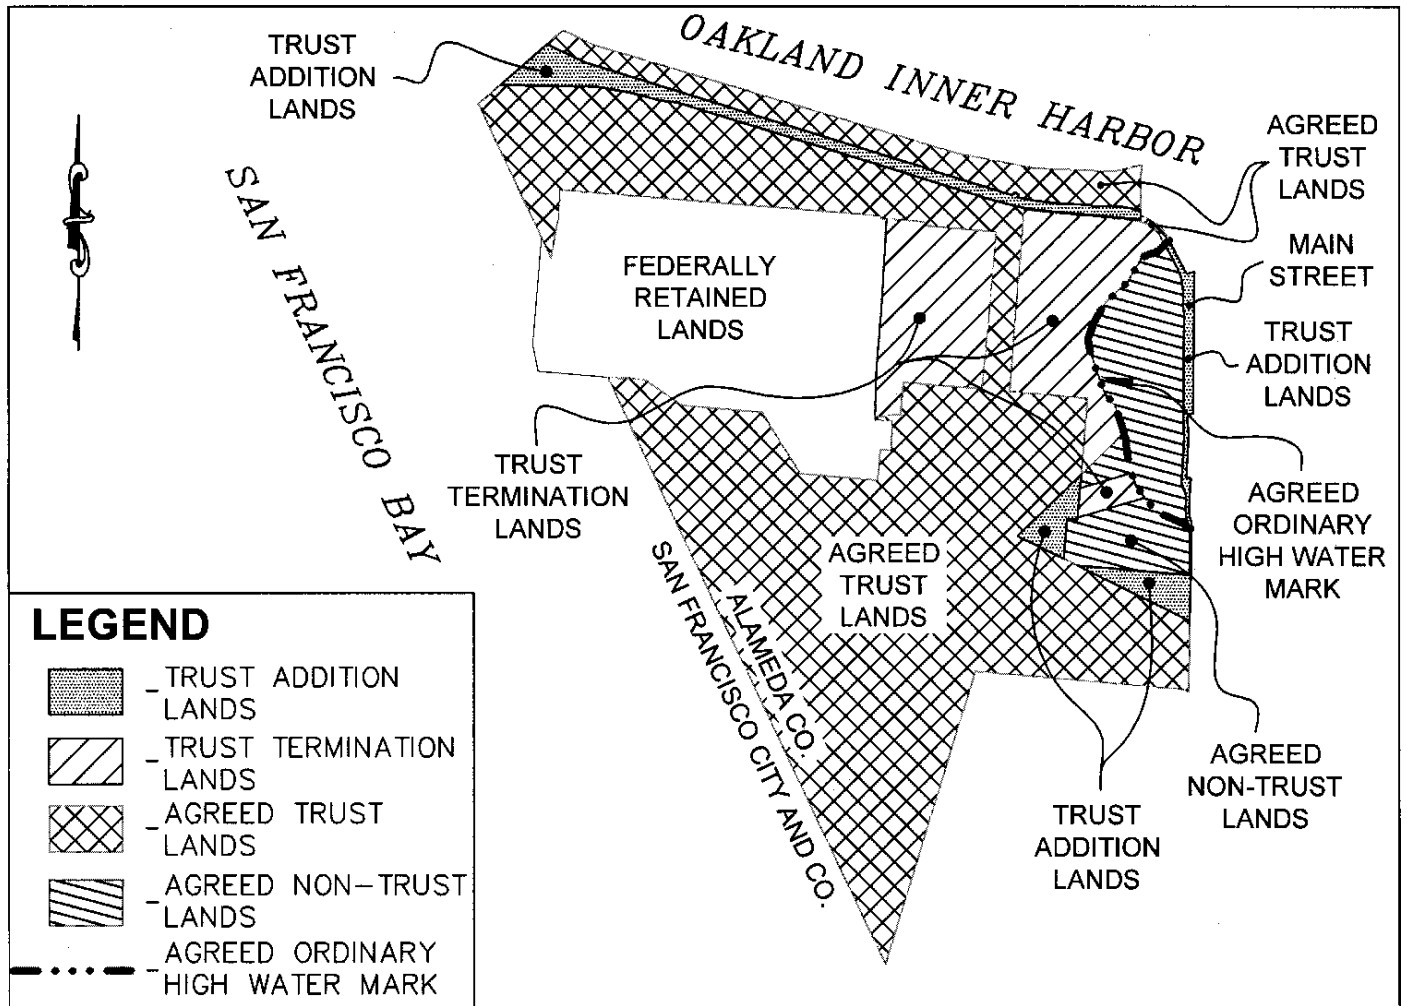 OAKLAND INNER HARBOR
TRUST
ADDITION
LANDS
AGREED
TRUST
LANDS
SAN FRANCISCO BAY
MAIN
STREET
FEDERALLY
RETAINED
LANDS
TRUST
ADDITION
LANDS
TRUST
TERMINATION
LANDS
AGREED
ORDINARY
HIGH WATER
MARK
AGREED
TRUST
LANDS
ALAMEDA CO.
SAN FRANCISCO CITY AND CO.
AGREED
NON-TRUST
LANDS
TRUST
ADDITION
LANDS
LEGEND
- TRUST ADDITION
LANDS
- TRUST TERMINATION
LANDS
- AGREED TRUST
LANDS
- AGREED NON-TRUST
LANDS
- AGREED ORDINARY
HIGH WATER MARK